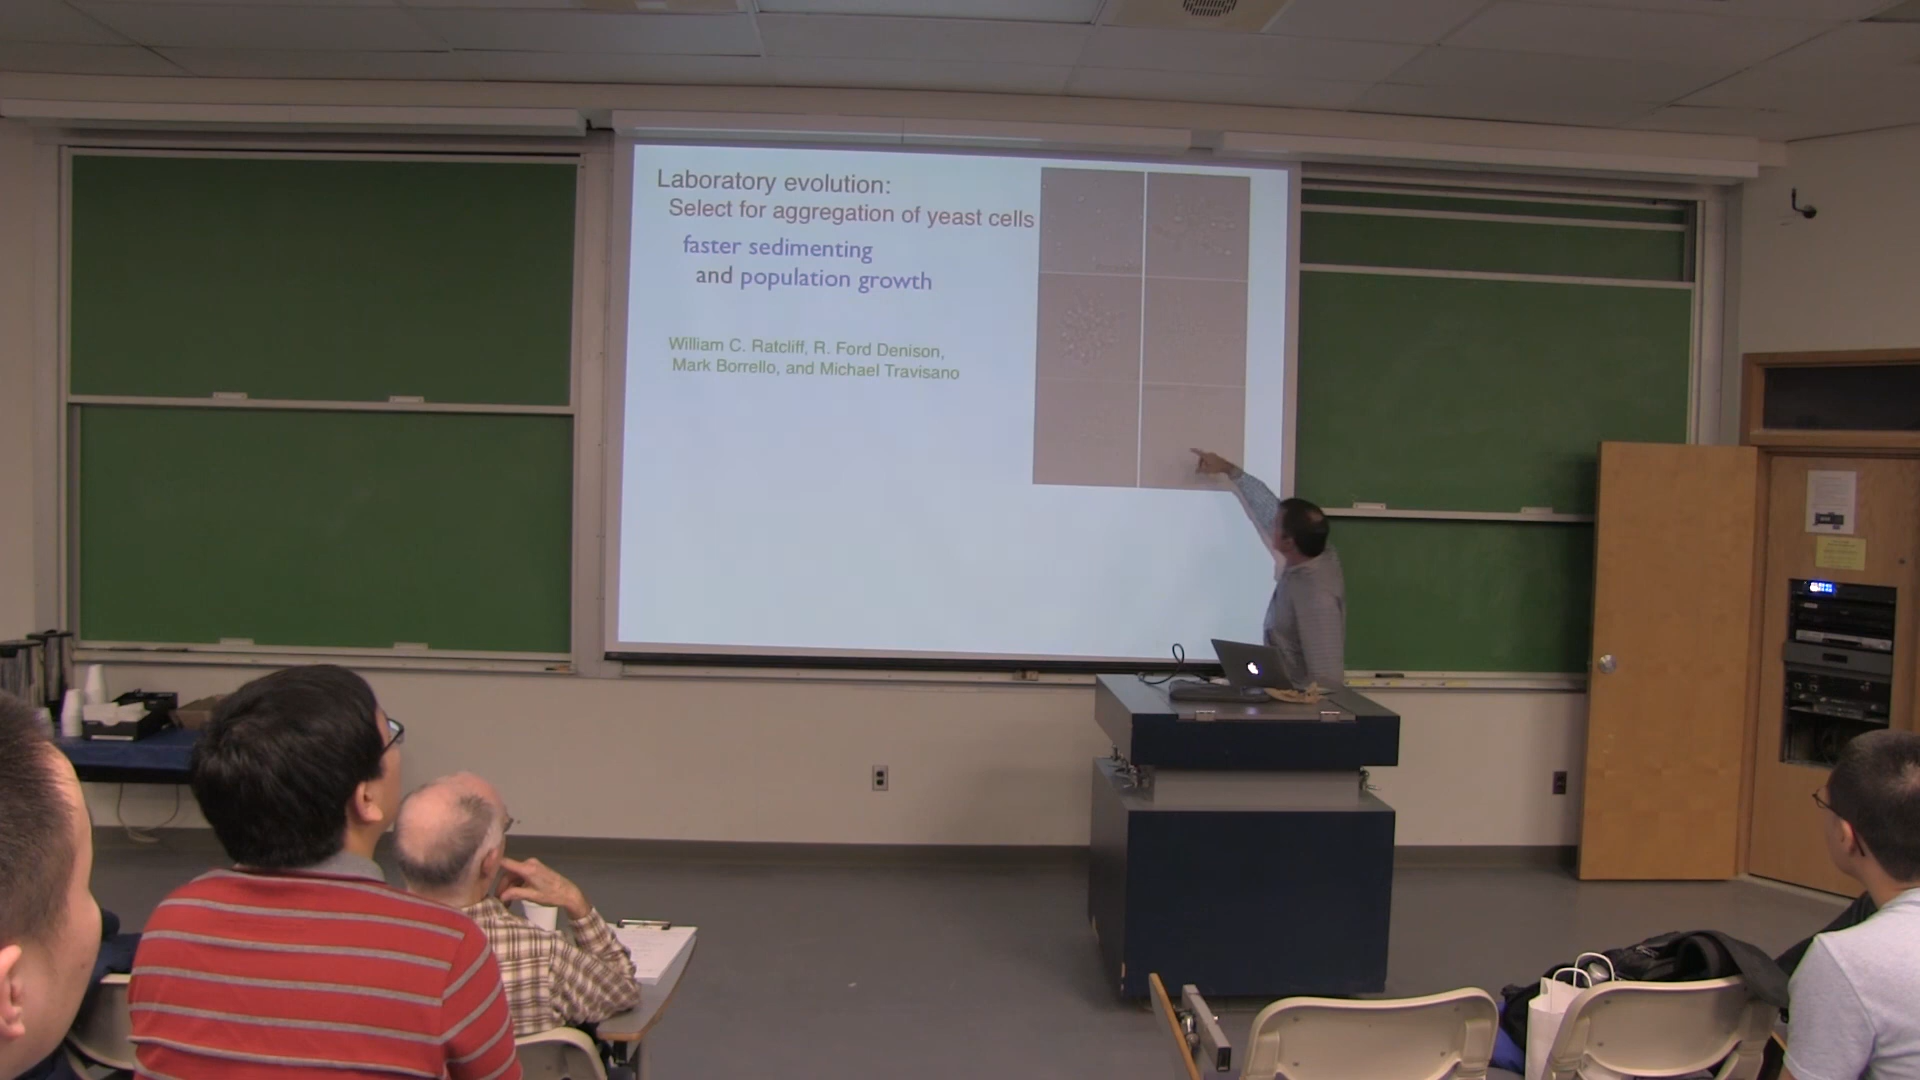 Laboratory evolution:
Select for aggregation of yeast cells
faster sedimenting
and population growth
William C. Ratcliff, R. Ford Denison,
Mark Borrello, and Michael Travisano